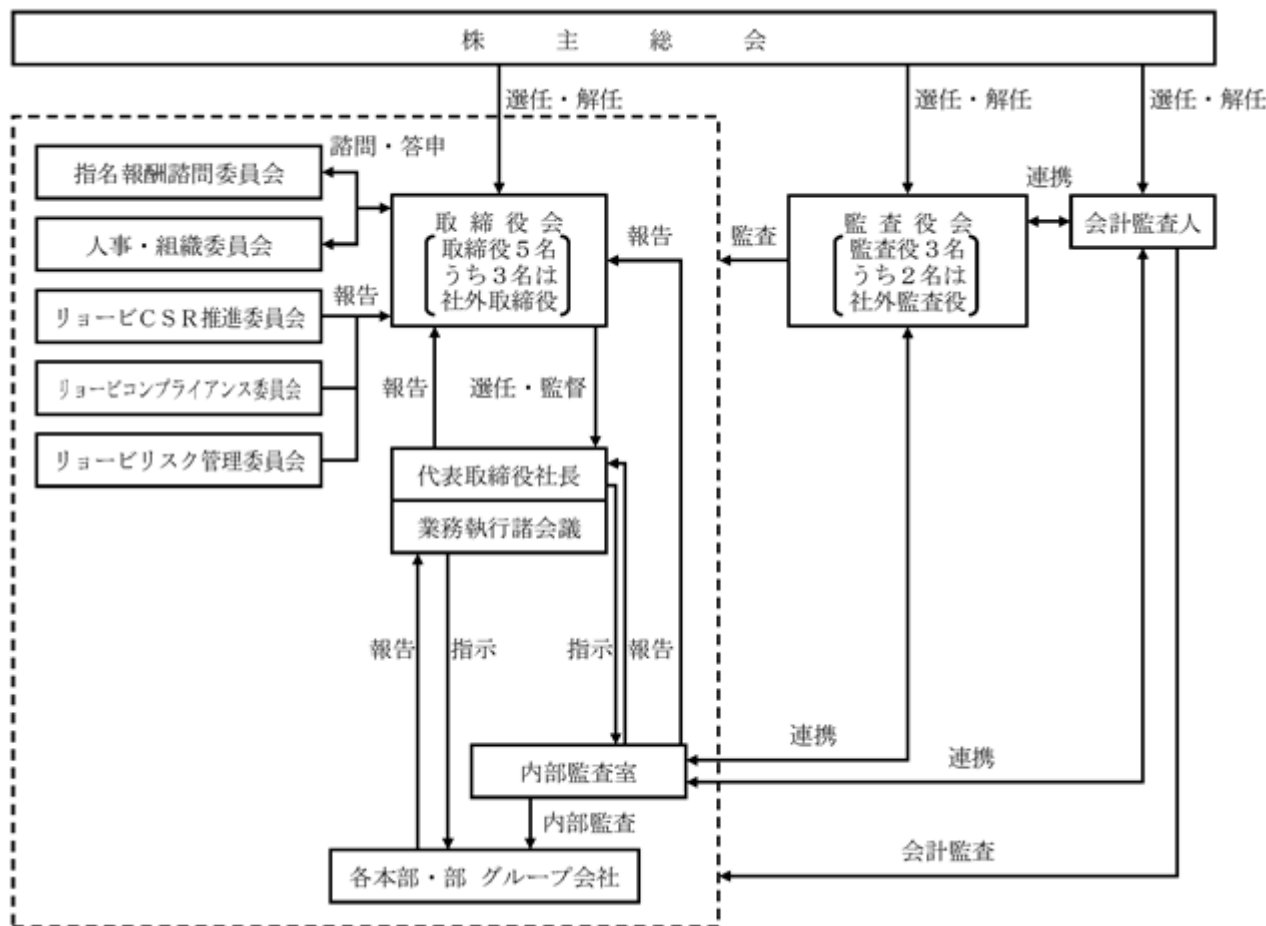 株主総会
選任・解任
選任・解任
選任・解任
諮問・答申
指名報酬諮問委員会
人事・組織委員会
リョービCSR推進委員会
リョービコンプライアンス委員会
リョービリスク管理委員会
報告
取締役会
取締役5名
うち3名は
社外取締役
報告
監査
監査役会
監査役3名
うち2名は
社外監査役
連携
会計監査人
報告
選任・監督
代表取締役社長
業務執行諸会議
報告
指示
指示
報告
内部監査室
連携
連携
内部監査
各本部・部 グループ会社
会計監査